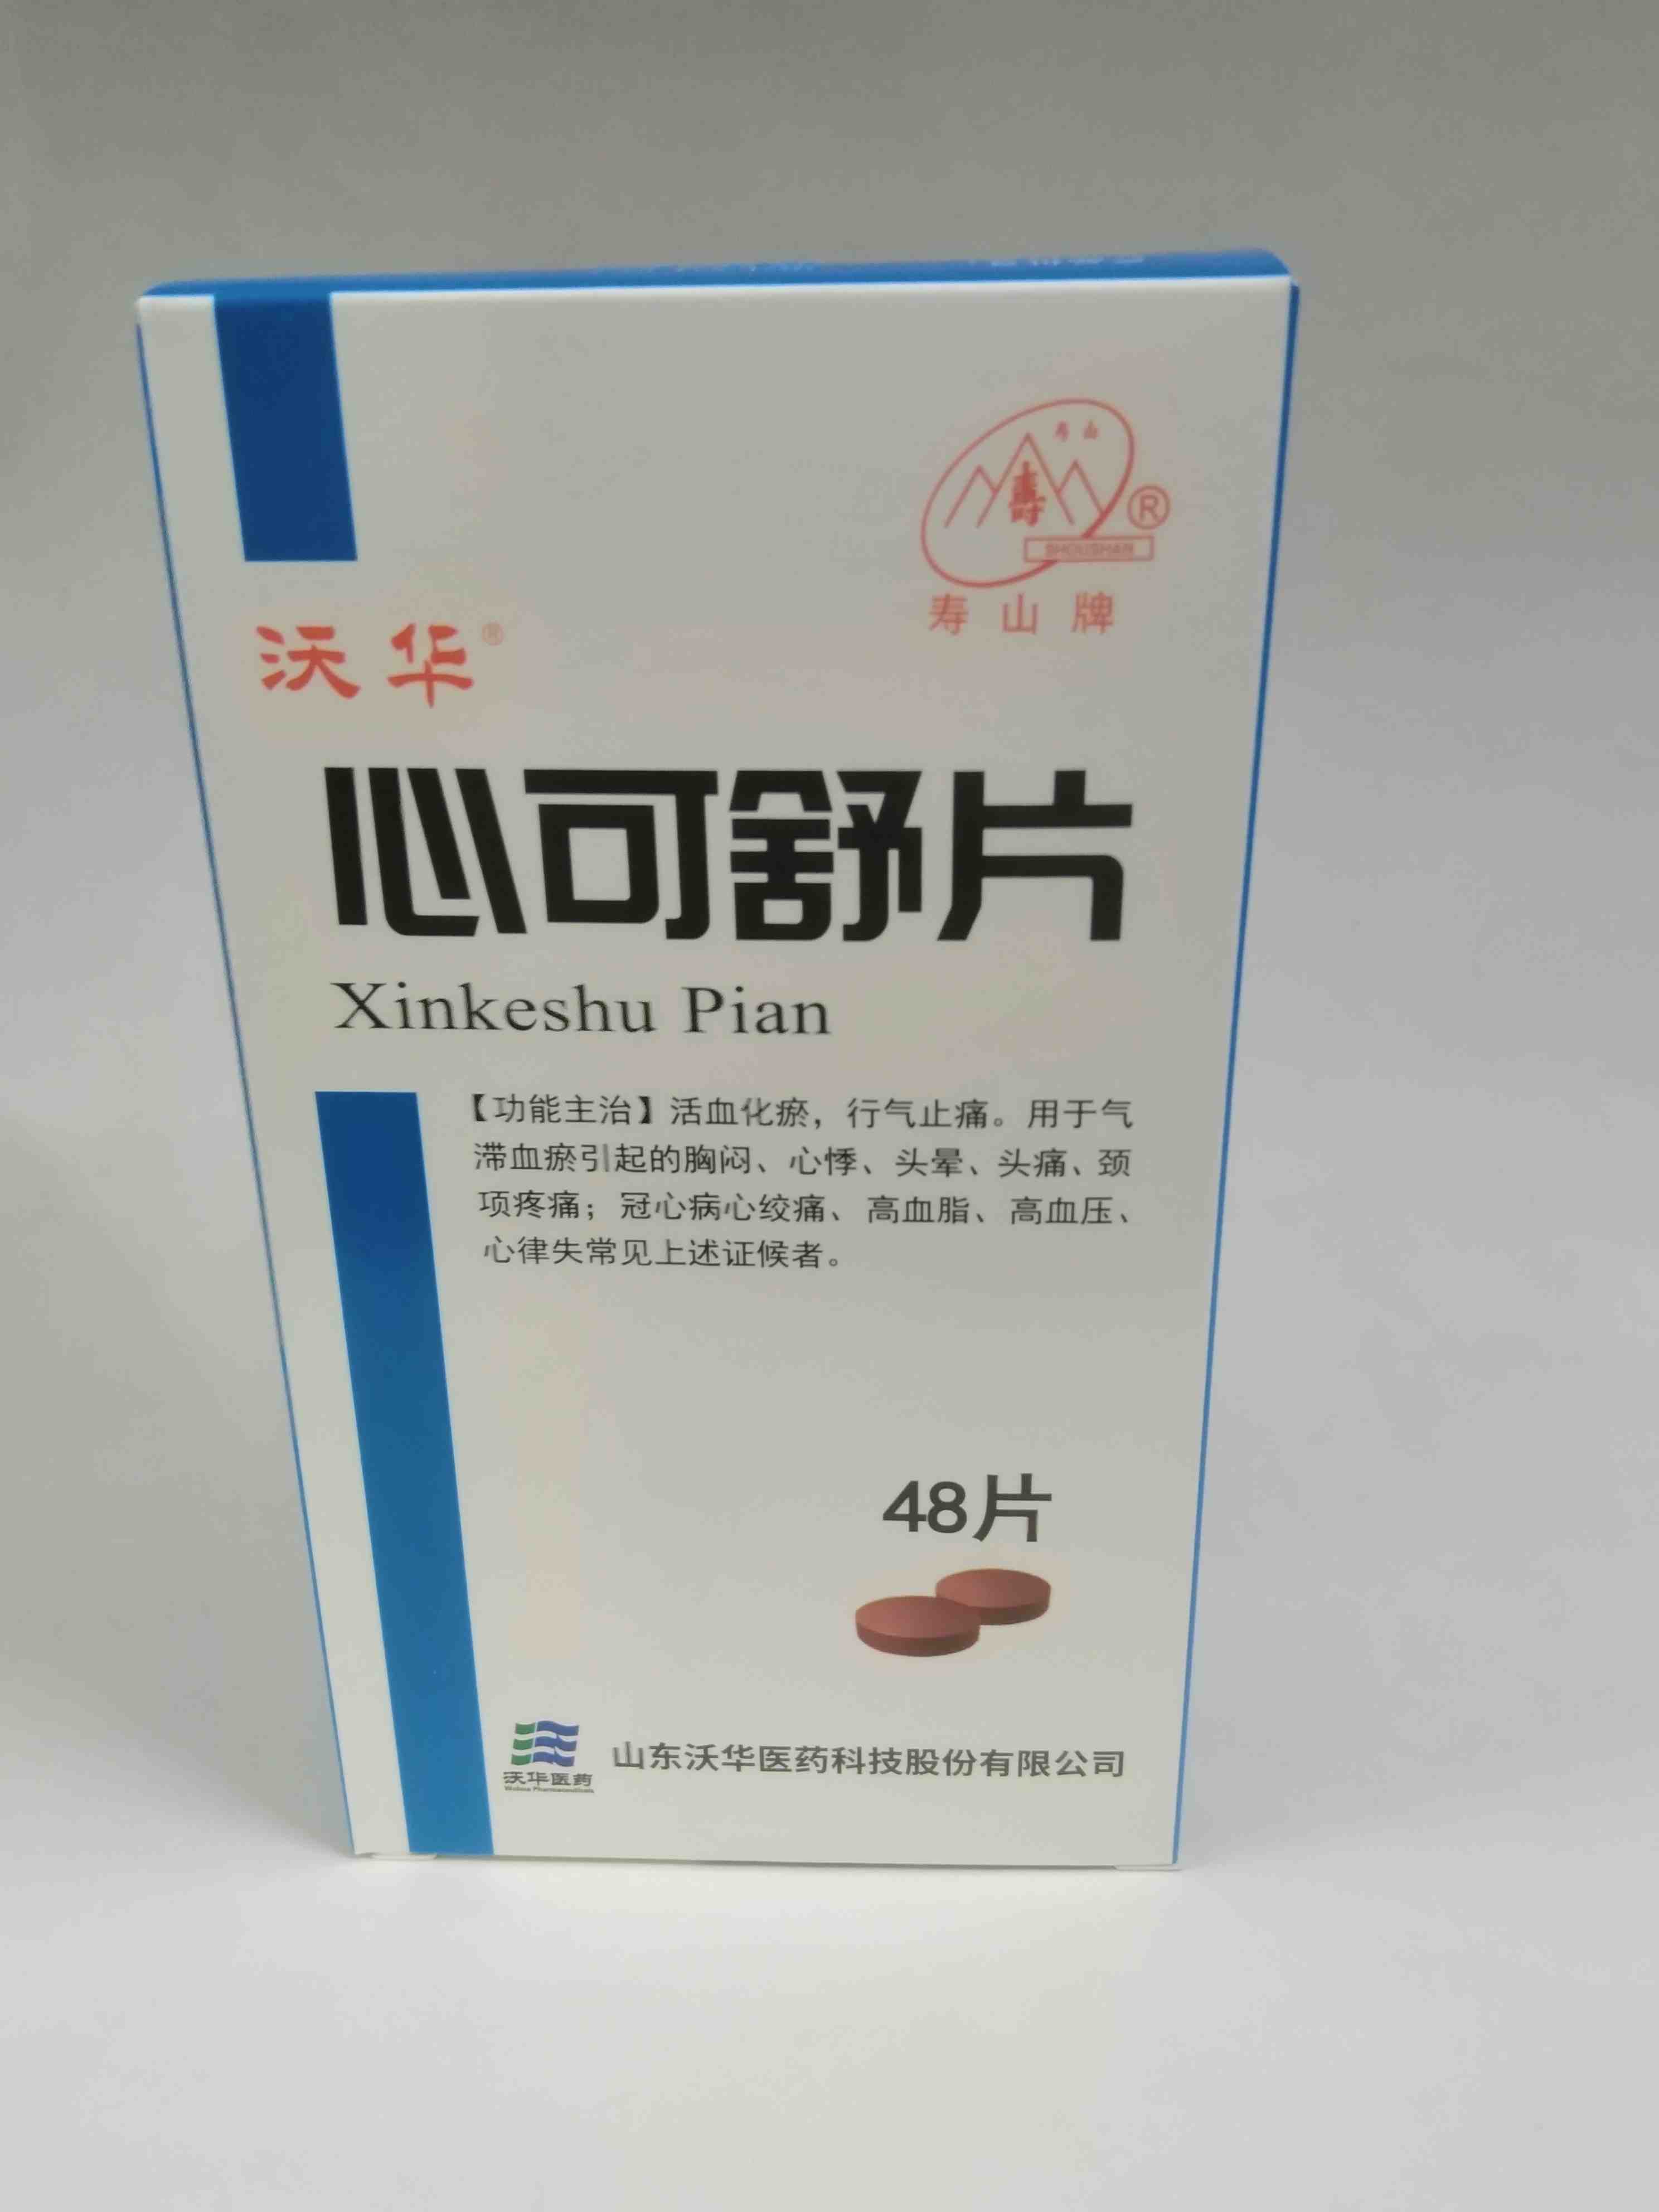 寿山
壽
®
SHOUSHAN
寿山牌
沃华®
心可舒片
Xinkeshu Pian
【功能主治】活血化瘀，行气止痛。用于气
滞血瘀引起的胸闷、心悸、头晕、头痛、颈
项疼痛；冠心病心绞痛、高血脂、高血压、
心律失常见上述证候者。
48片
沃华医药
山东沃华医药科技股份有限公司